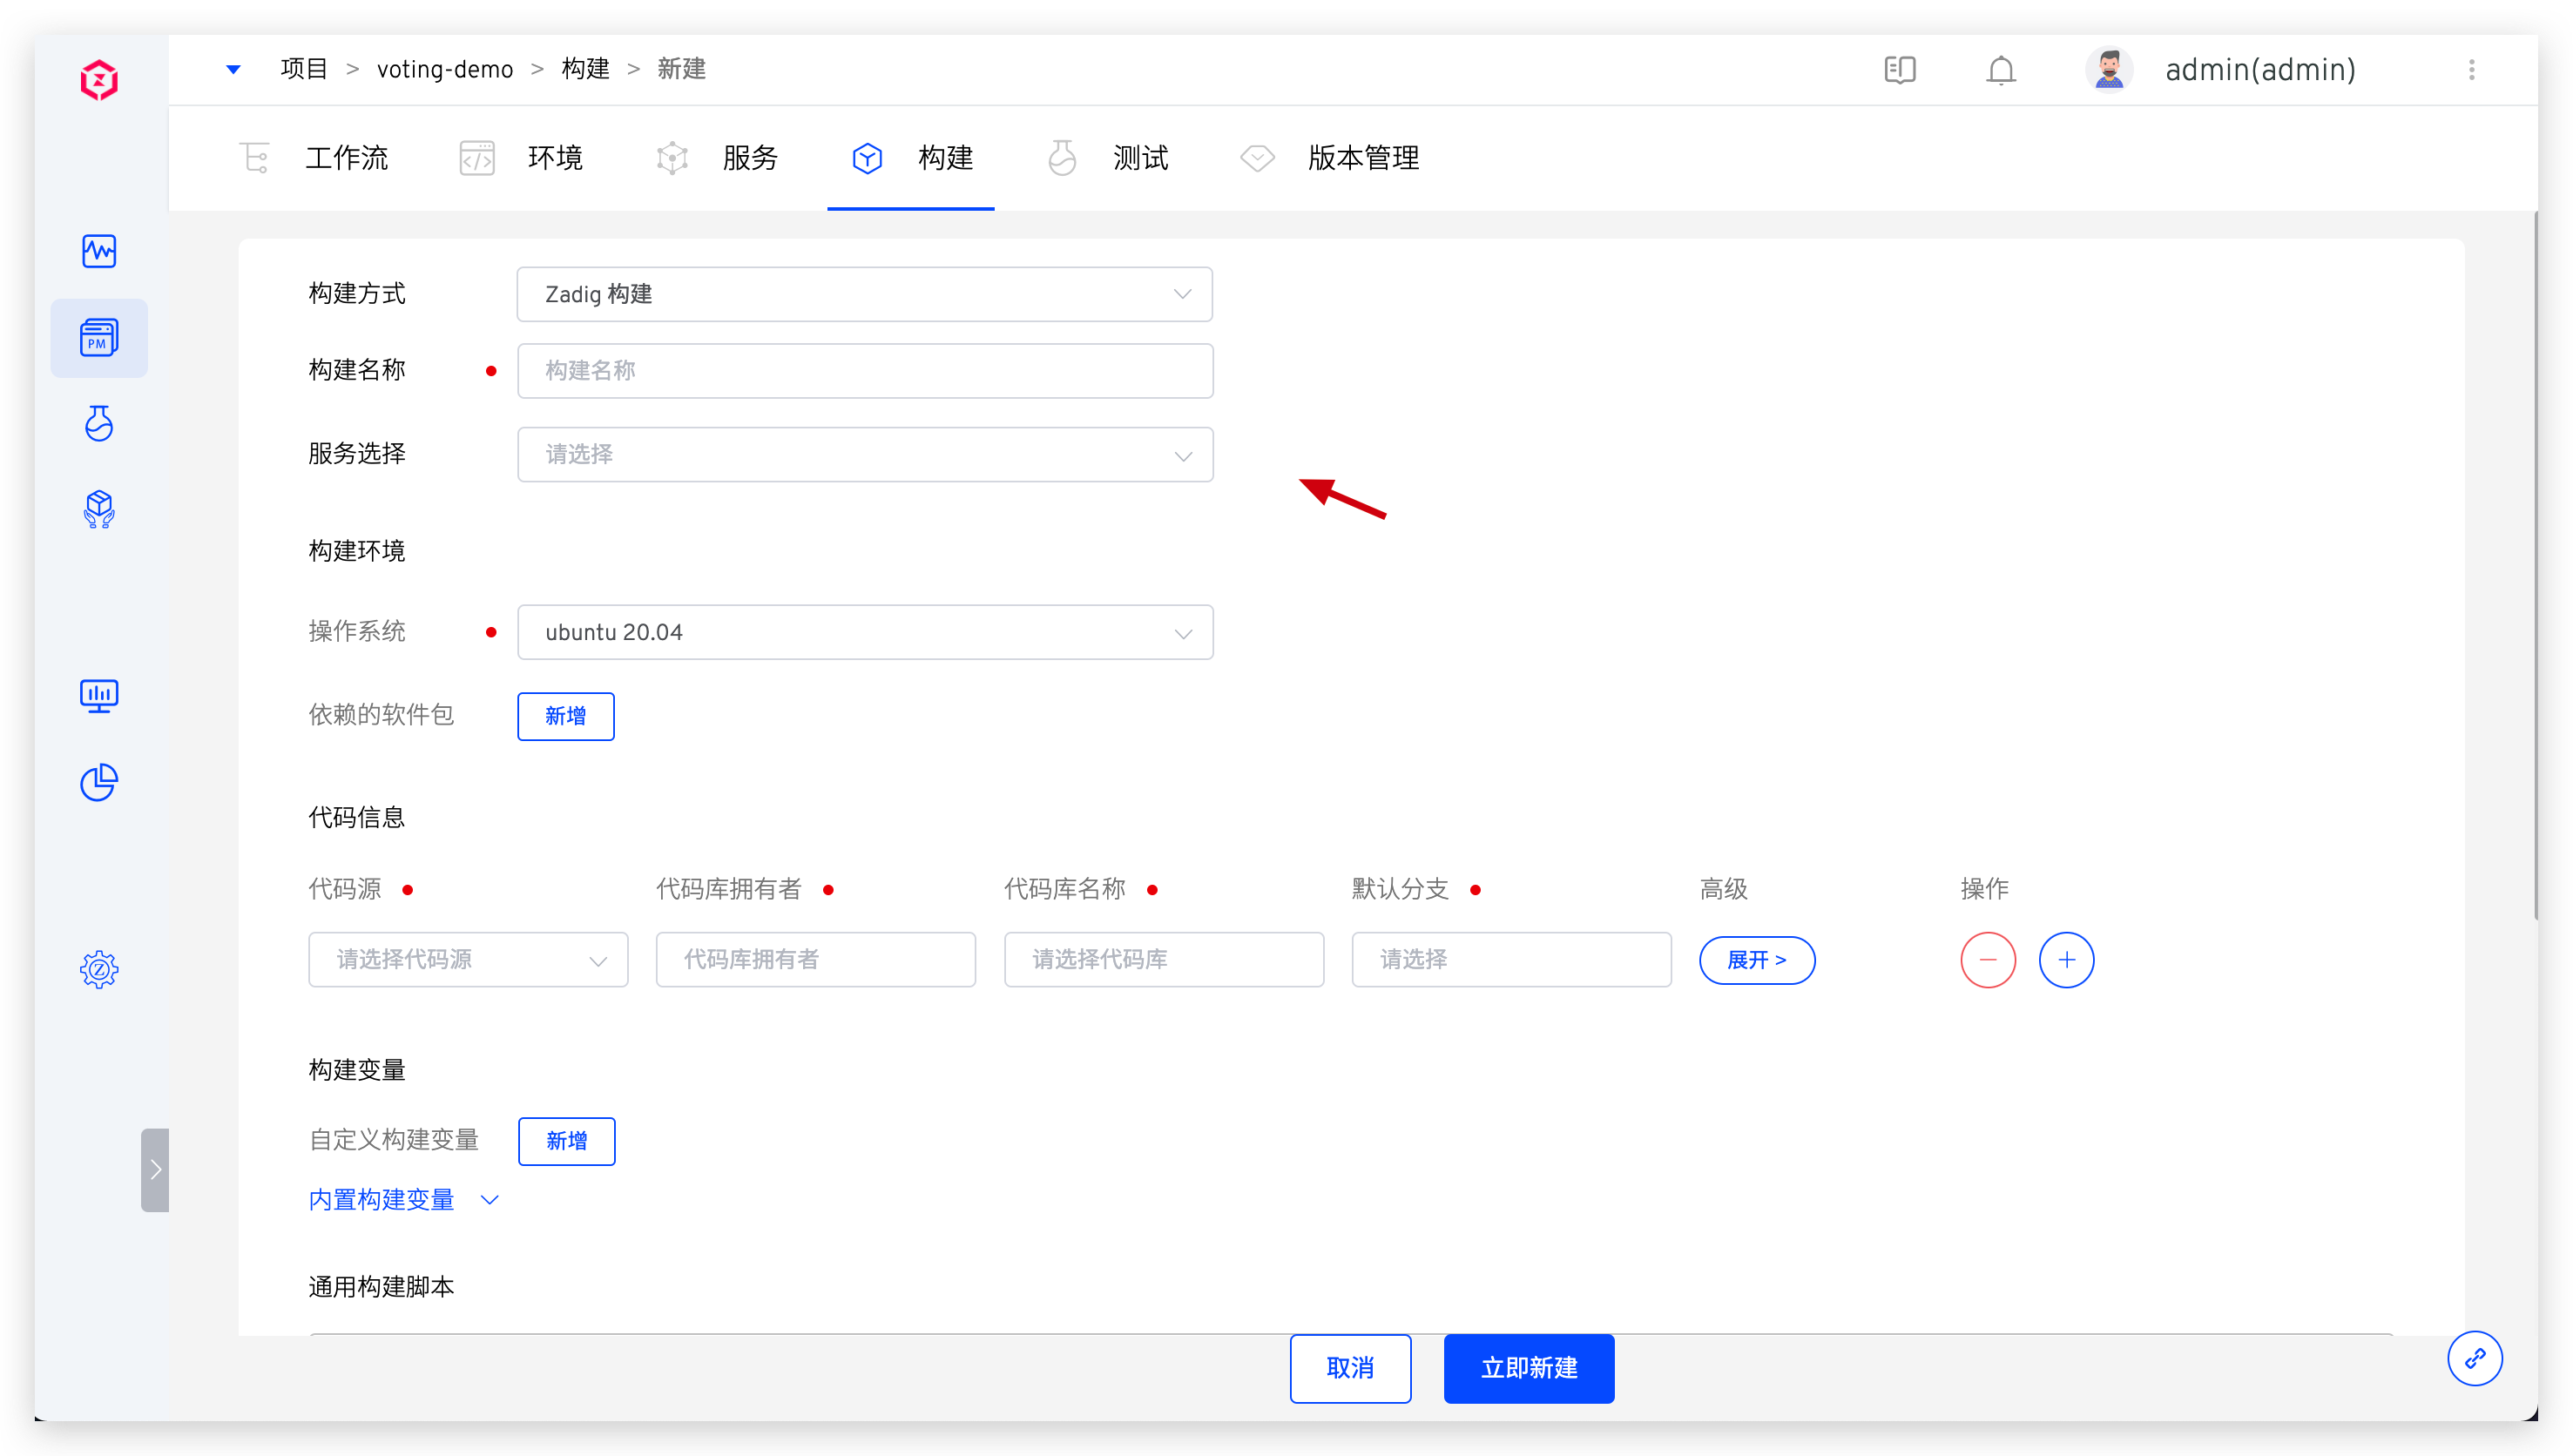 项目 > voting-demo > 构建 > 新建
admin(admin)
工作流 环境 服务 构建 测试 版本管理
PM
构建方式 Zadig 构建
构建名称 构建名称
服务选择 请选择
构建环境
操作系统 ubuntu 20.04
依赖的软件包 新增
代码信息
代码源 代码库拥有者 代码库名称 默认分支 高级 操作
请选择代码源 代码库拥有者 请选择代码库 请选择 展开 >
构建变量
自定义构建变量 新增
内置构建变量
通用构建脚本
取消 立即新建